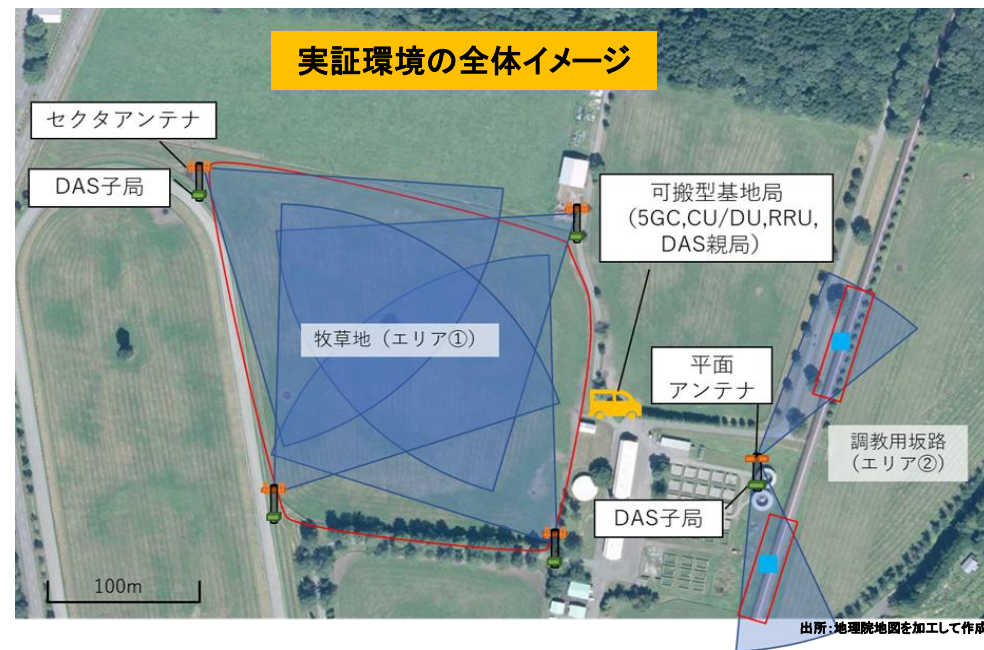 実証環境の全体イメージ
セクタアンテナ
DAS子局
可搬型基地局
(5GC,CU/DU,RRU,
DAS親局)
牧草地（エリア①）
平面
アンテナ
調教用坂路
（エリア②）
DAS子局
100m
出所：地理院地図を加工して作成